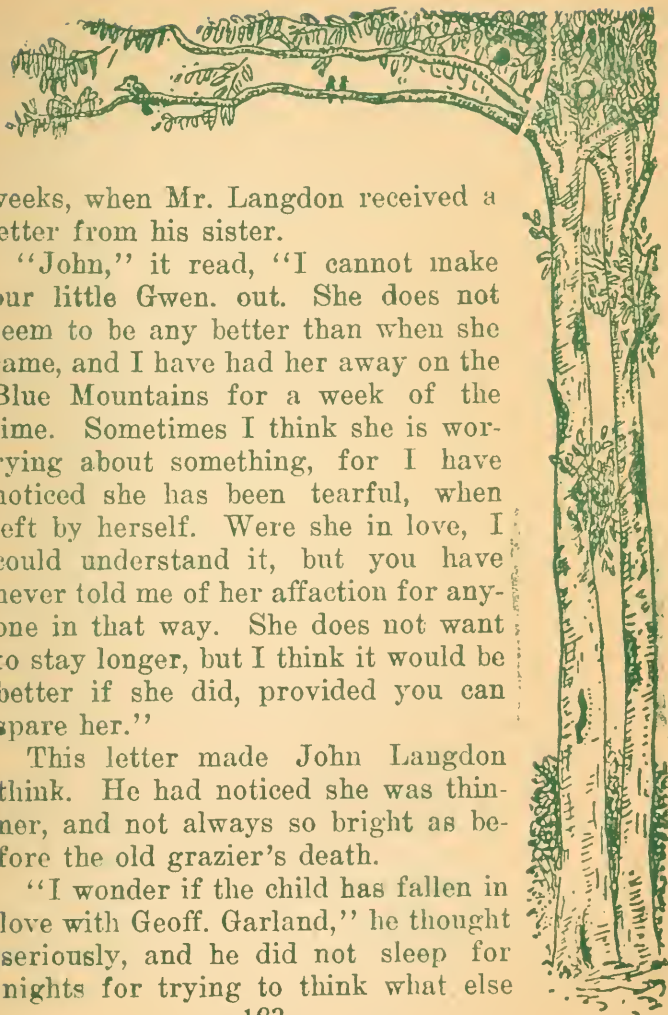 weeks, when Mr. Langdon received a
letter from his sister.
"John," it read, "I cannot make
our little Gwen. out. She does not
seem to be any better than when she
came, and I have had her away on the
Blue Mountains for a week of the
time. Sometimes I think she is wor-
rying about something, for I have
noticed she has been tearful, when
left by herself. Were she in love, I
could understand it, but you have
never told me of her affaction for any-
one in that way. She does not want
to stay longer, but I think it would be
better if she did, provided you can
spare her."
This letter made John Langdon
think. He had noticed she was thin-
ner, and not always so bright as be-
fore the old grazier's death.
"I wonder if the child has fallen in
love with Geoff. Garland," he thought
seriously, and he did not sleep for
nights for trying to think what else